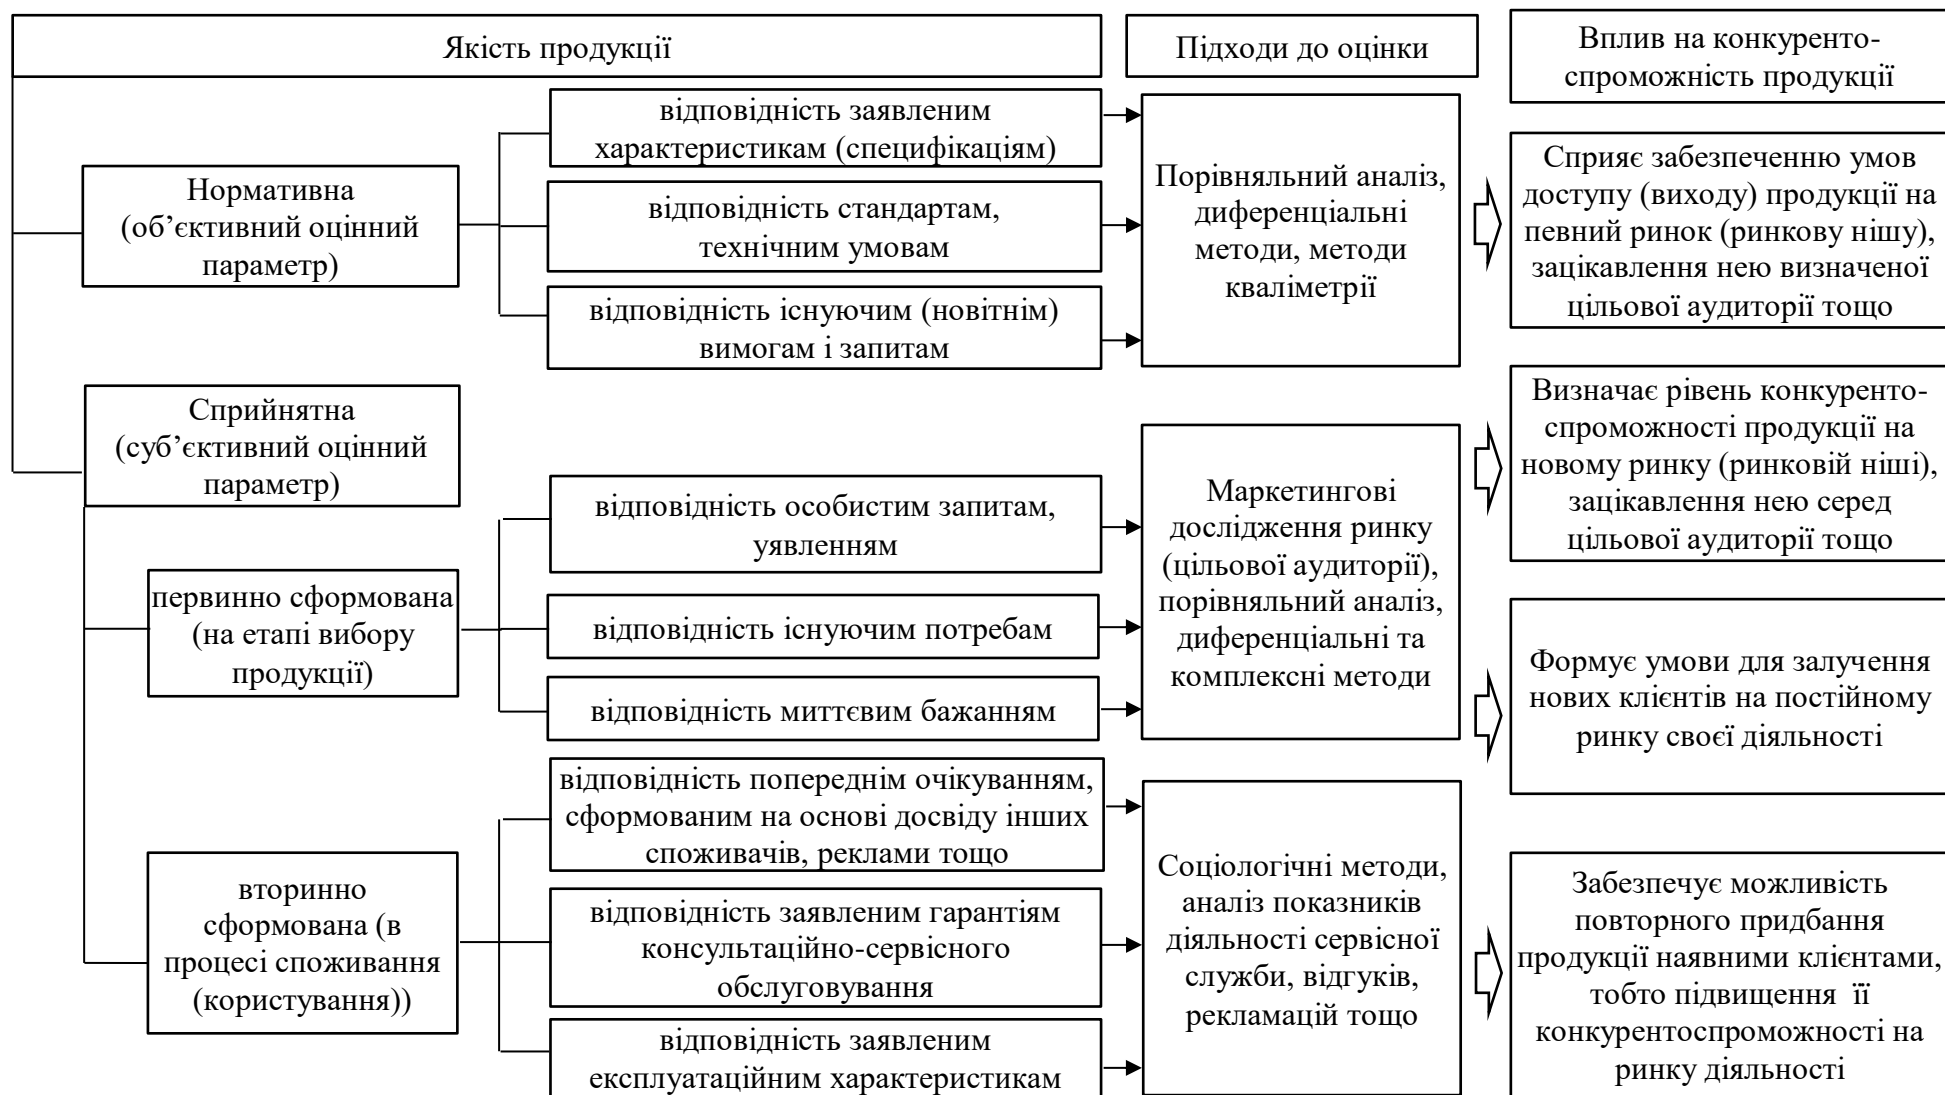 Якість продукції
Підходи до оцінки
Вплив на конкуренто-
спроможність продукції
Нормативна
(об’єктивний оцінний
параметр)
відповідність заявленим
характеристикам (специфікаціям)
відповідність стандартам,
технічним умовам
відповідність існуючим (новітнім)
вимогам і запитам
Порівняльний аналіз,
диференціальні
методи, методи
кваліметрії
Сприяє забезпеченню умов
доступу (виходу) продукції на
певний ринок (ринкову нішу),
зацікавлення нею визначеної
цільової аудиторії тощо
Сприйнятна
(суб’єктивний оцінний
параметр)
первинно сформована
(на етапі вибору
продукції)
відповідність особистим запитам,
уявленням
відповідність існуючим потребам
відповідність миттєвим бажанням
Маркетингові
дослідження ринку
(цільової аудиторії),
порівняльний аналіз,
диференціальні та
комплексні методи
Визначає рівень конкуренто-
спроможності продукції на
новому ринку (ринковій ніші),
зацікавлення нею серед
цільової аудиторії тощо
Формує умови для залучення
нових клієнтів на постійному
ринку своєї діяльності
вторинно
сформована (в
процесі споживання
(користування))
відповідність попереднім очікуванням,
сформованим на основі досвіду інших
споживачів, реклами тощо
відповідність заявленим гарантіям
консультаційно-сервісного
обслуговування
відповідність заявленим
експлуатаційним характеристикам
Соціологічні методи,
аналіз показників
діяльності сервісної
служби, відгуків,
рекламацій тощо
Забезпечує можливість
повторного придбання
продукції наявними клієнтами,
тобто підвищення її
конкурентоспроможності на
ринку діяльності